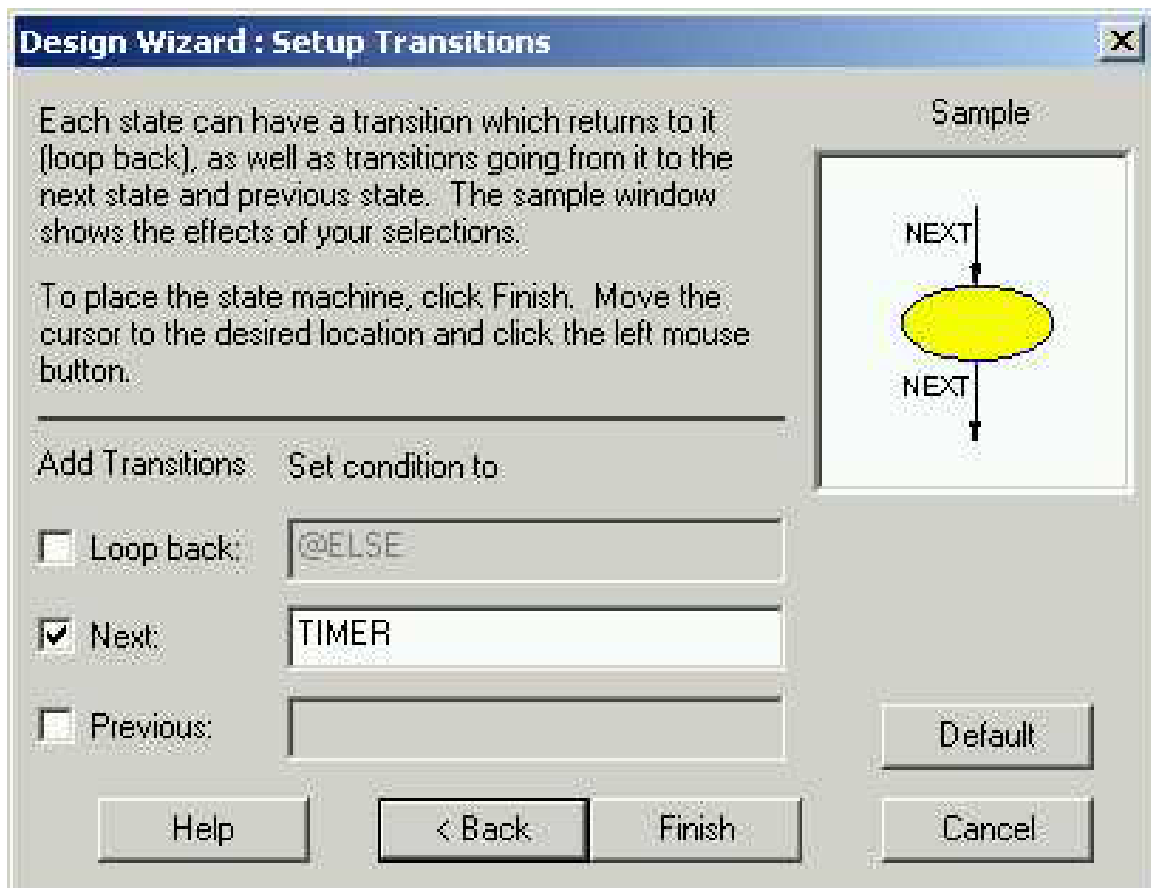 Design Wizard : Setup Transitions
Each state can have a transition which returns to it
(loop back), as well as transitions going from it to the
next state and previous state. The sample window
shows the effects of your selections.
To place the state machine, click Finish. Move the
cursor to the desired location and click the left mouse
button.
Sample
NEXT
NEXT
Add Transitions Set condition to
Loop back: @ELSE
Next: TIMER
Previous:
Default
Help < Back Finish Cancel